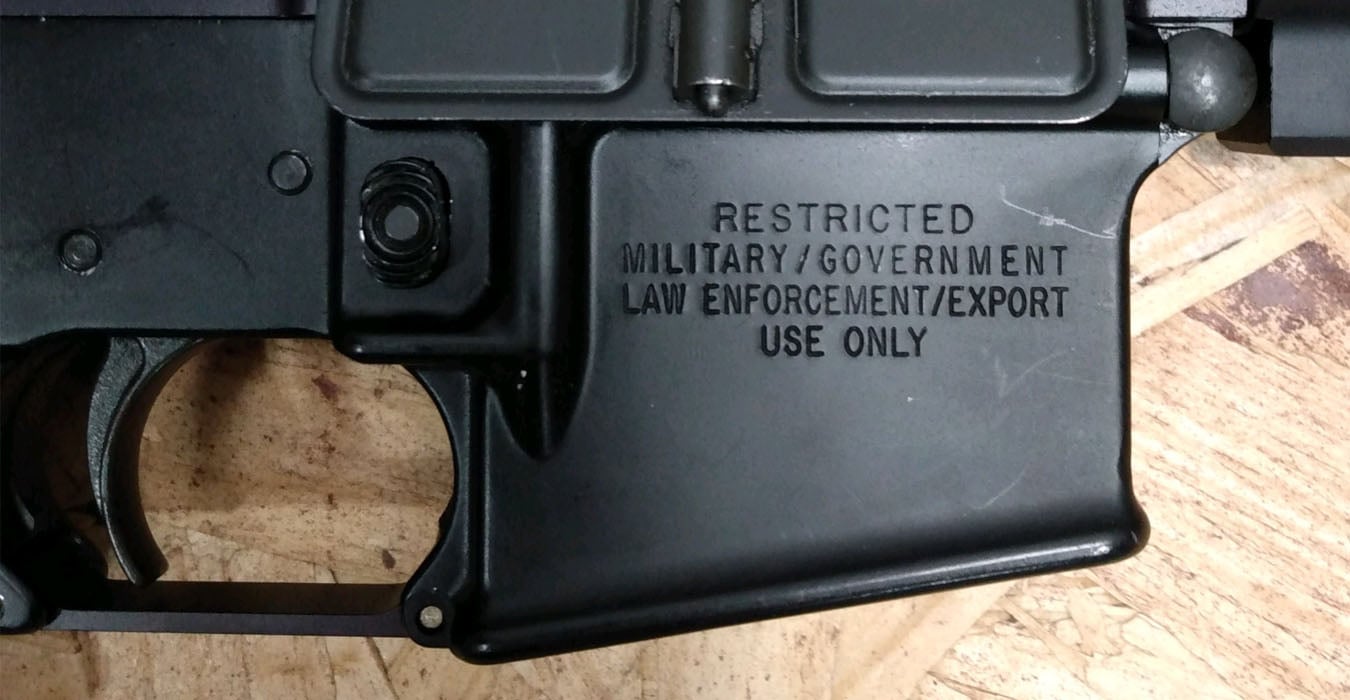 RESTRICTED
MILITARY/GOVERNMENT
LAW ENFORCEMENT/EXPORT
USE ONLY